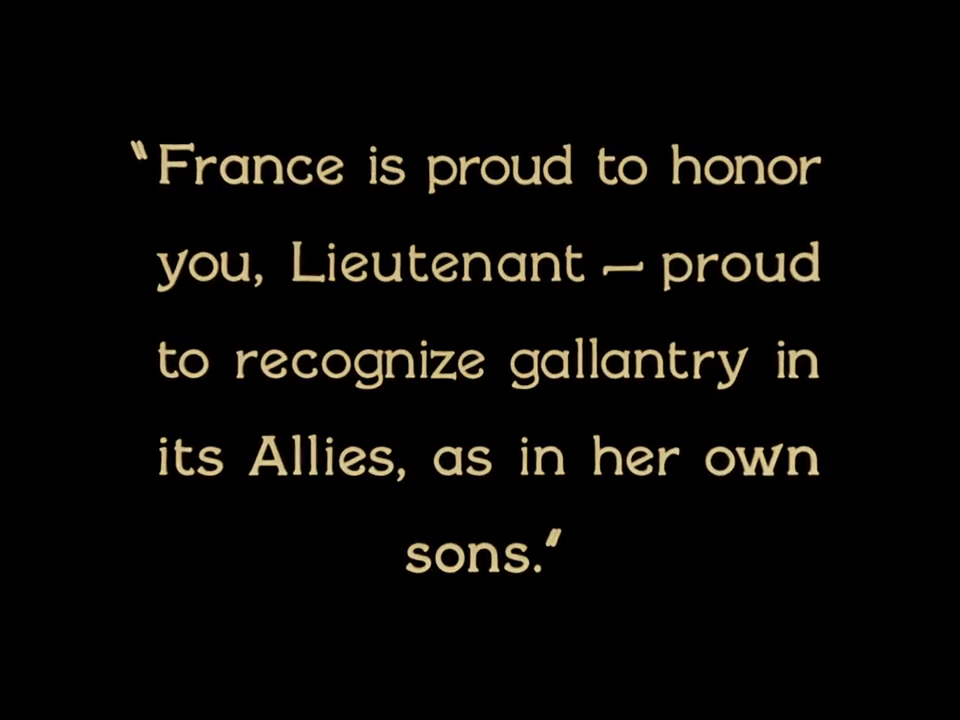 “France is proud to honor
you, Lieutenant — proud
to recognize gallantry in
its Allies, as in her own
sons.”